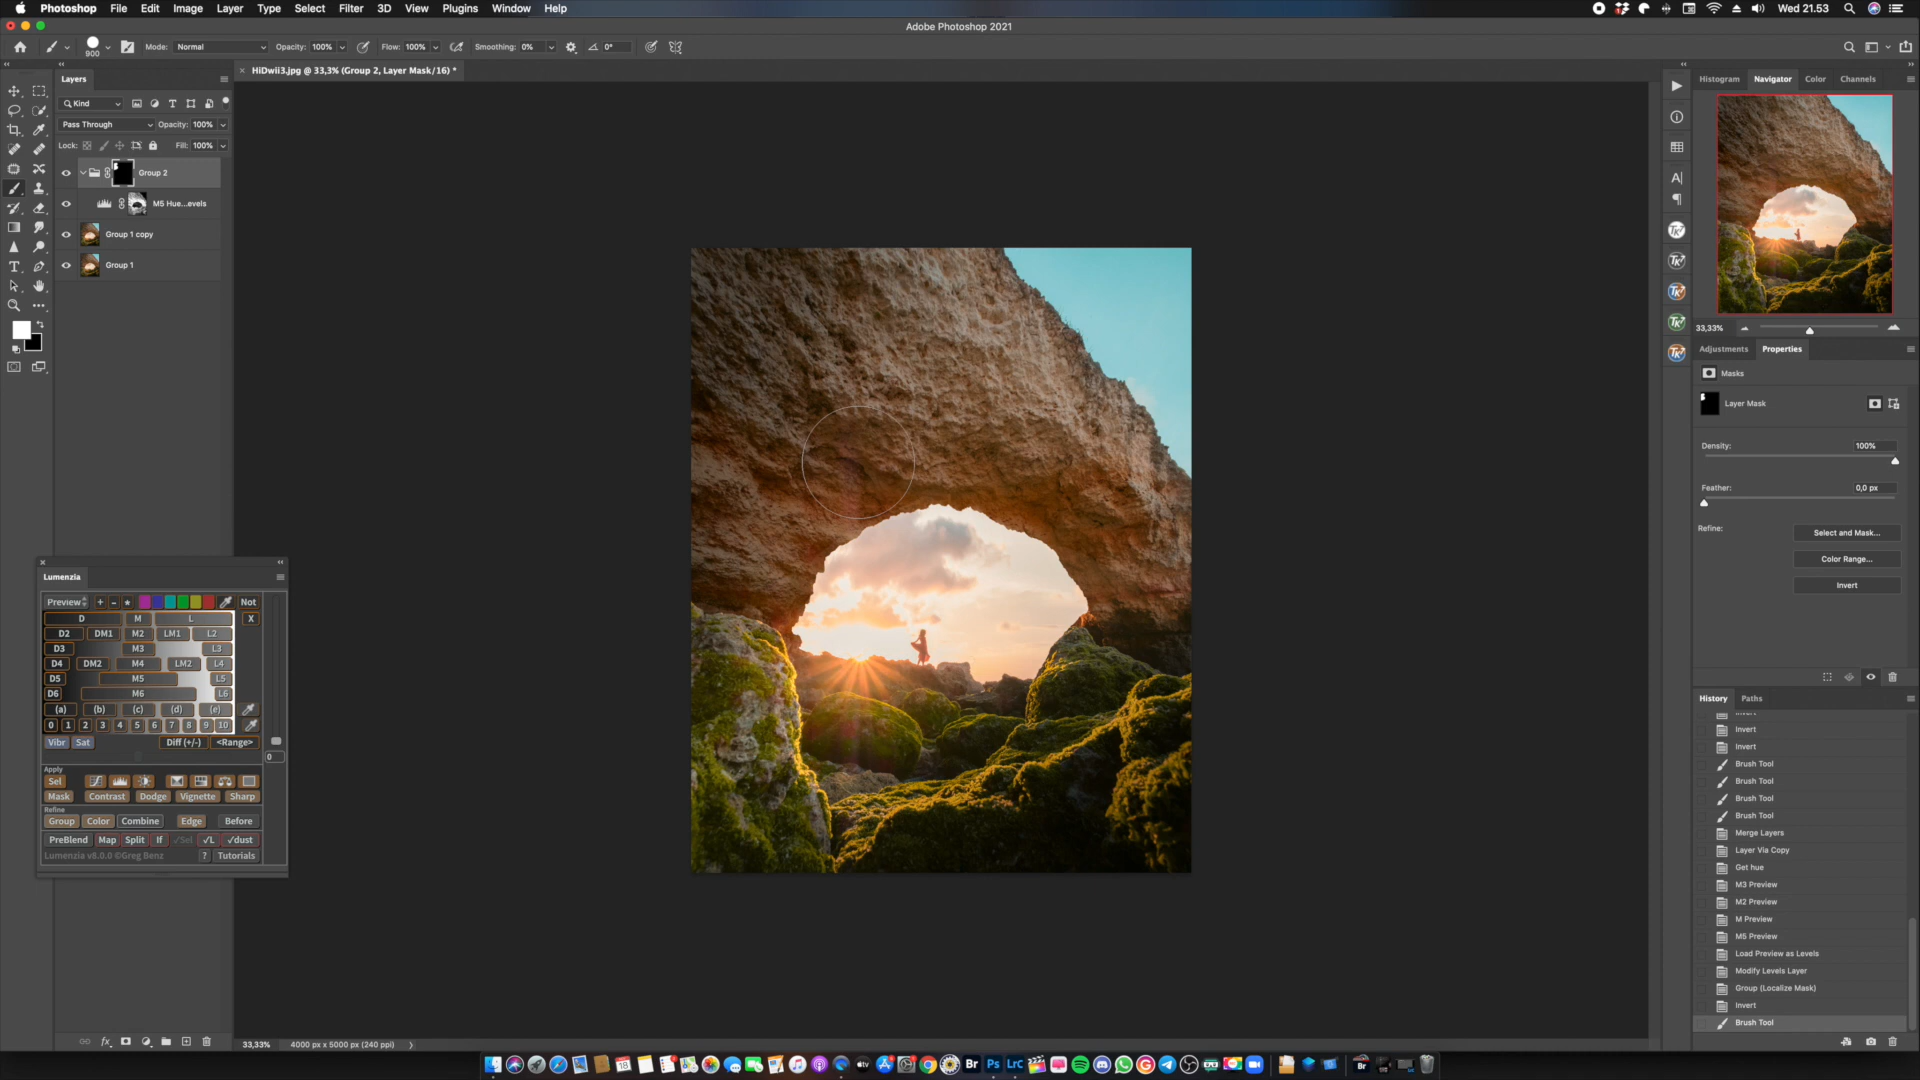 Photoshop File Edit Image Layer Type Select Filter 3D View Plugins Window Help
Wed 21.53
Adobe Photoshop 2021
900
Mode: Normal Opacity: 100% Flow: 100% Smoothing: 0% 0°
Layers
HiDwii3.jpg @ 33,3% (Group 2, Layer Mask/16) *
Histogram Navigator Color Channels
Kind
Pass Through Opacity: 100%
Lock: Fill: 100%
Group 2
M5 Hue...evels
Group 1 copy
Group 1
33,33%
Adjustments Properties
Masks
Layer Mask
Density: 100%
Feather: 0,0 px
Refine: Select and Mask...
Color Range...
Invert
Lumenzia
Preview + - * Not
D M L X
D2 DM1 M2 LM1 L2
D3 M3 L3
D4 DM2 M4 LM2 L4
D5 M5 L5
D6 M6 L6
(a) (b) (c) (d) (e)
0 1 2 3 4 5 6 7 8 9 10
Vibr Sat Diff (+/-) <Range>
0
Apply
Sel
Mask Contrast Dodge Vignette Sharp
Refine
Group Color Combine Edge Before
PreBlend Map Split If √Sel √L √dust
Lumenzia v8.0.0 ©Greg Benz ? Tutorials
History Paths
Invert
Invert
Invert
Brush Tool
Brush Tool
Brush Tool
Brush Tool
Merge Layers
Layer Via Copy
Get hue
M3 Preview
M2 Preview
M Preview
M5 Preview
Load Preview as Levels
Modify Levels Layer
Group (Localize Mask)
Invert
Brush Tool
33,33% 4000 px x 5000 px (240 ppi)
Br Ps LrC